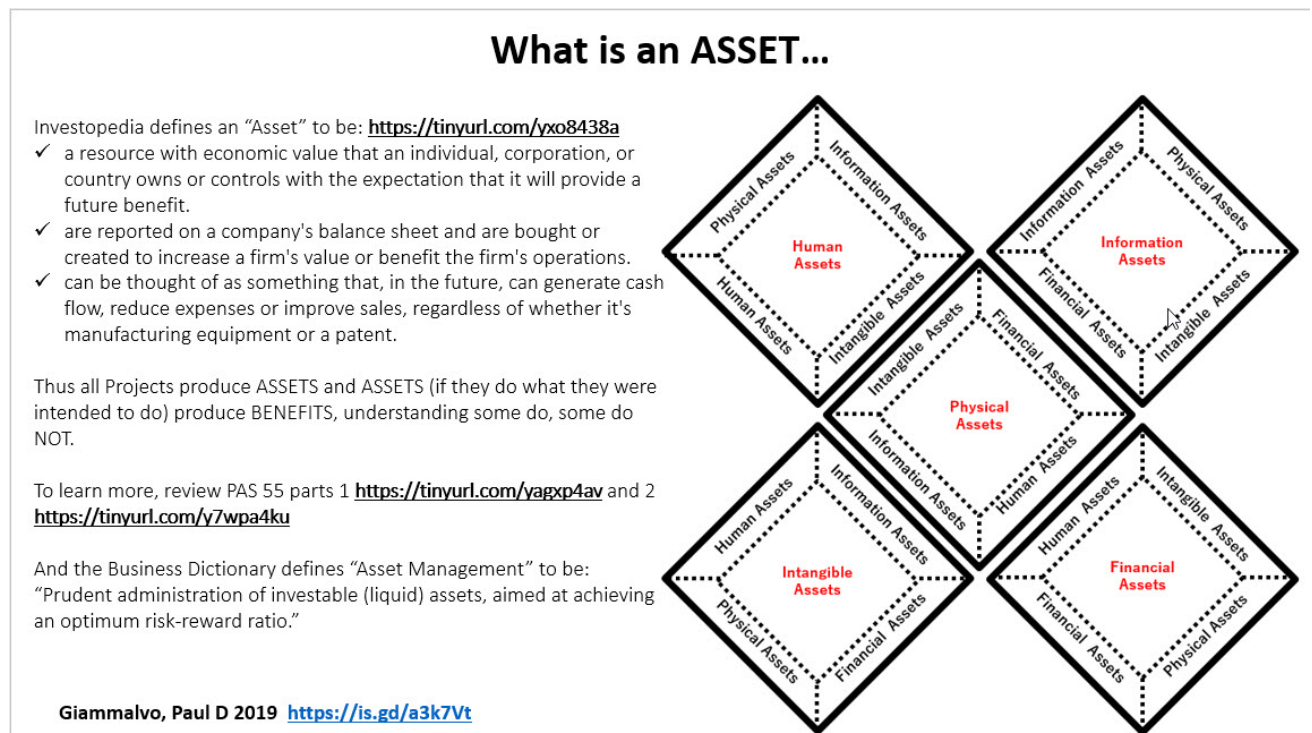 What is an ASSET...
Investopedia defines an “Asset” to be: https://tinyurl.com/yxo8438a
✓ a resource with economic value that an individual, corporation, or
country owns or controls with the expectation that it will provide a
future benefit.
✓ are reported on a company's balance sheet and are bought or
created to increase a firm's value or benefit the firm's operations.
✓ can be thought of as something that, in the future, can generate cash
flow, reduce expenses or improve sales, regardless of whether it's
manufacturing equipment or a patent.
Thus all Projects produce ASSETS and ASSETS (if they do what they were
intended to do) produce BENEFITS, understanding some do, some do
NOT.
To learn more, review PAS 55 parts 1 https://tinyurl.com/yagxp4av and 2
https://tinyurl.com/y7wpa4ku
And the Business Dictionary defines “Asset Management” to be:
“Prudent administration of investable (liquid) assets, aimed at achieving
an optimum risk-reward ratio.”
Giammalvo, Paul D 2019 https://is.gd/a3k7Vt
Physical Assets
Information Assets
Human
Assets
Human Assets
Intangible Assets
Information Assets
Physical Assets
Information
Assets
Financial Assets
Intangible Assets
Intangible Assets
Financial Assets
Physical
Assets
Information Assets
Human Assets
Human Assets
Information Assets
Intangible
Assets
Physical Assets
Financial Assets
Human Assets
Intangible Assets
Financial
Assets
Financial Assets
Physical Assets